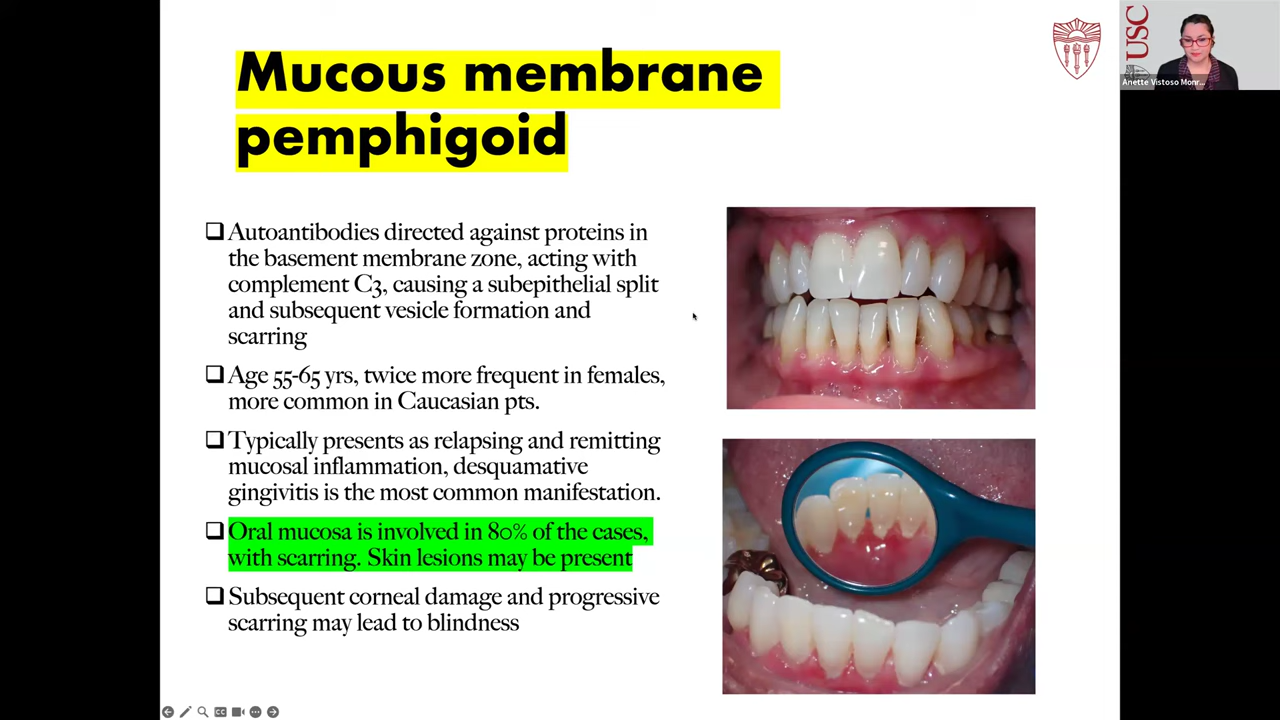 Mucous membrane
pemphigoid
Autoantibodies directed against proteins in
the basement membrane zone, acting with
complement C3, causing a subepithelial split
and subsequent vesicle formation and
scarring
Age 55-65 yrs, twice more frequent in females,
more common in Caucasian pts.
Typically presents as relapsing and remitting
mucosal inflammation, desquamative
gingivitis is the most common manifestation.
Oral mucosa is involved in 80% of the cases,
with scarring. Skin lesions may be present
Subsequent corneal damage and progressive
scarring may lead to blindness
USC
Anette Vistoso Monr...